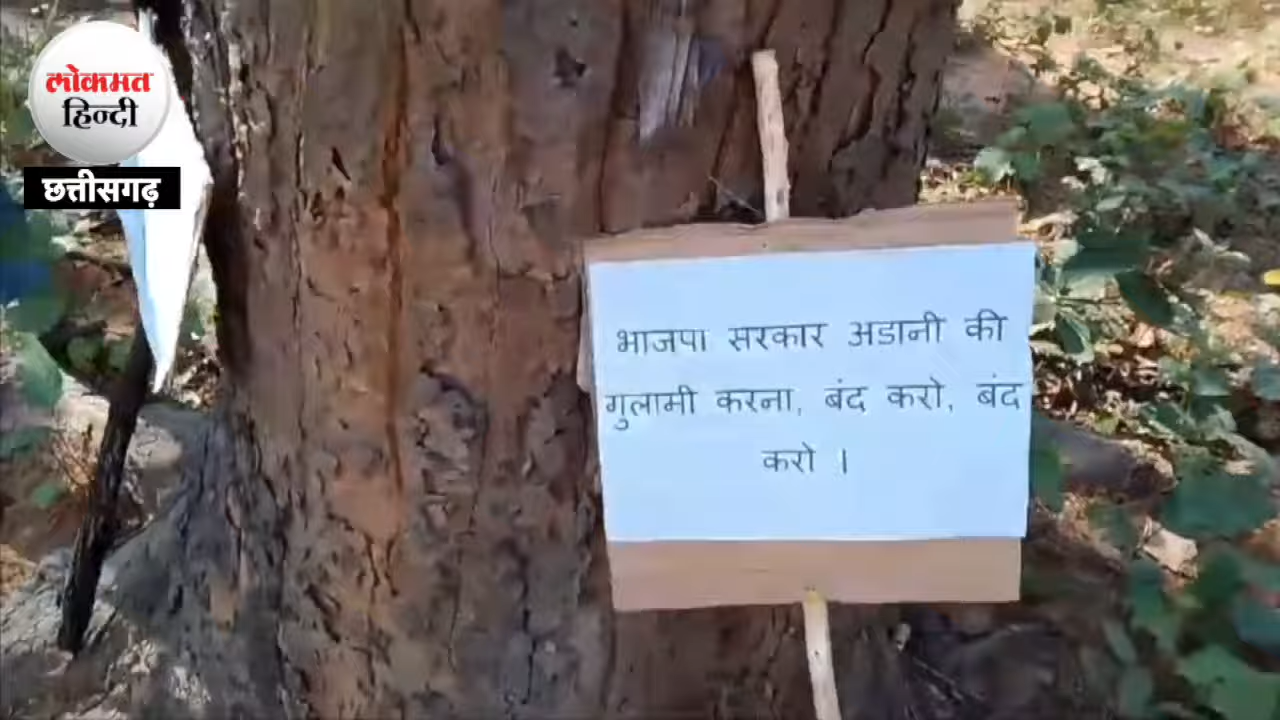 लोकमत
हिन्दी
छत्तीसगढ़
भाजपा सरकार अडानी की
गुलामी करना, बंद करो, बंद
करो ।